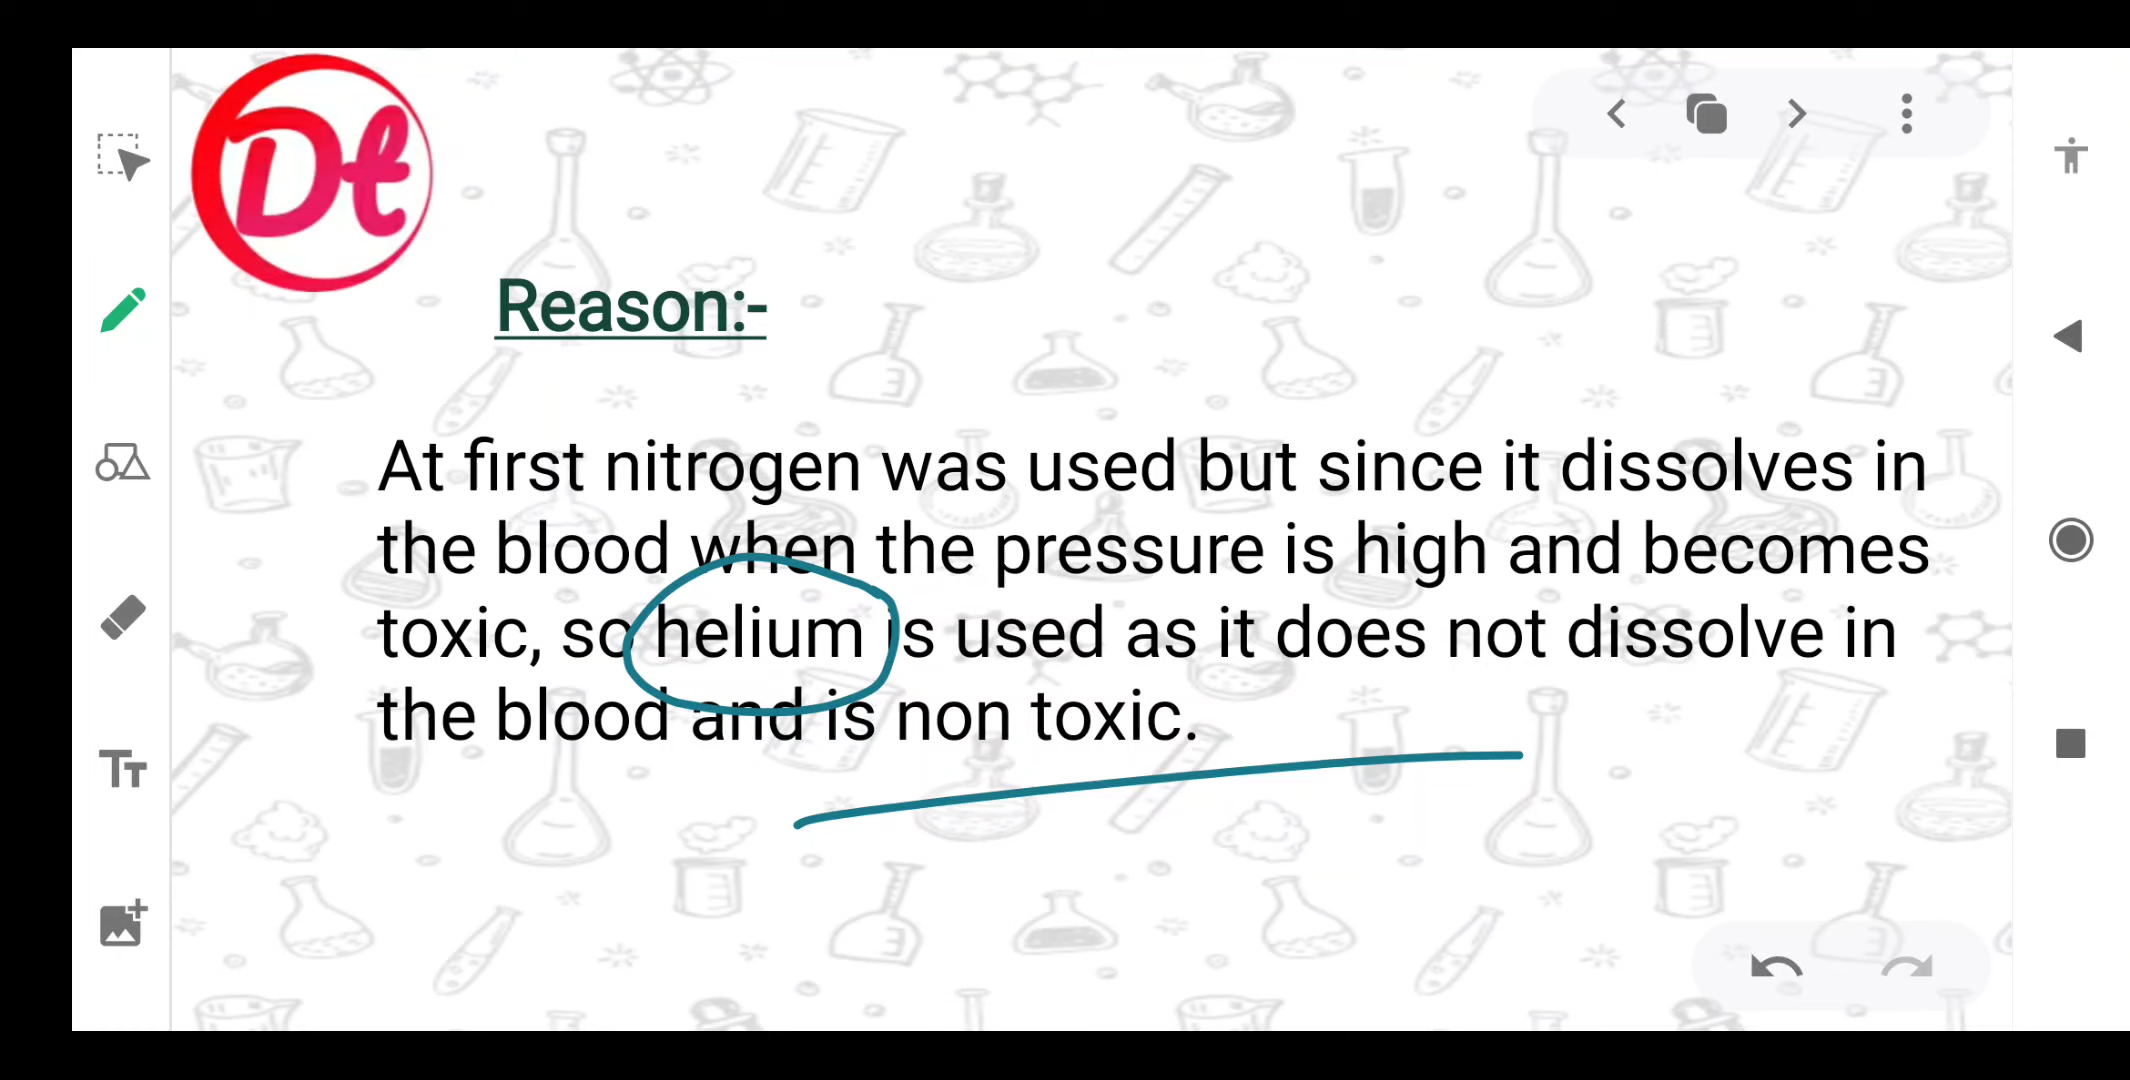 Dt
Reason:-
At first nitrogen was used but since it dissolves in
the blood when the pressure is high and becomes
toxic, so helium is used as it does not dissolve in
the blood and is non toxic.
Tт